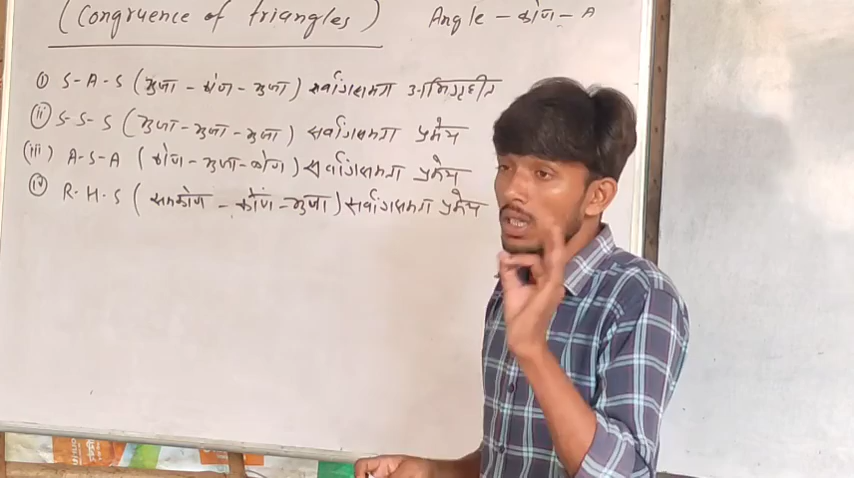 (Congruence of triangles)
Angle - कोण - A
(i) S-A-S (भुजा - कोण - भुजा) सर्वांगसमता अभिगृहीत
(ii) S-S-S (भुजा - भुजा - भुजा) सर्वांगसमता प्रमेय
(iii) A-S-A (कोण - भुजा - कोण) सर्वांगसमता प्रमेय
(iv) R.H.S (समकोण - कोण - भुजा) सर्वांगसमता प्रमेय